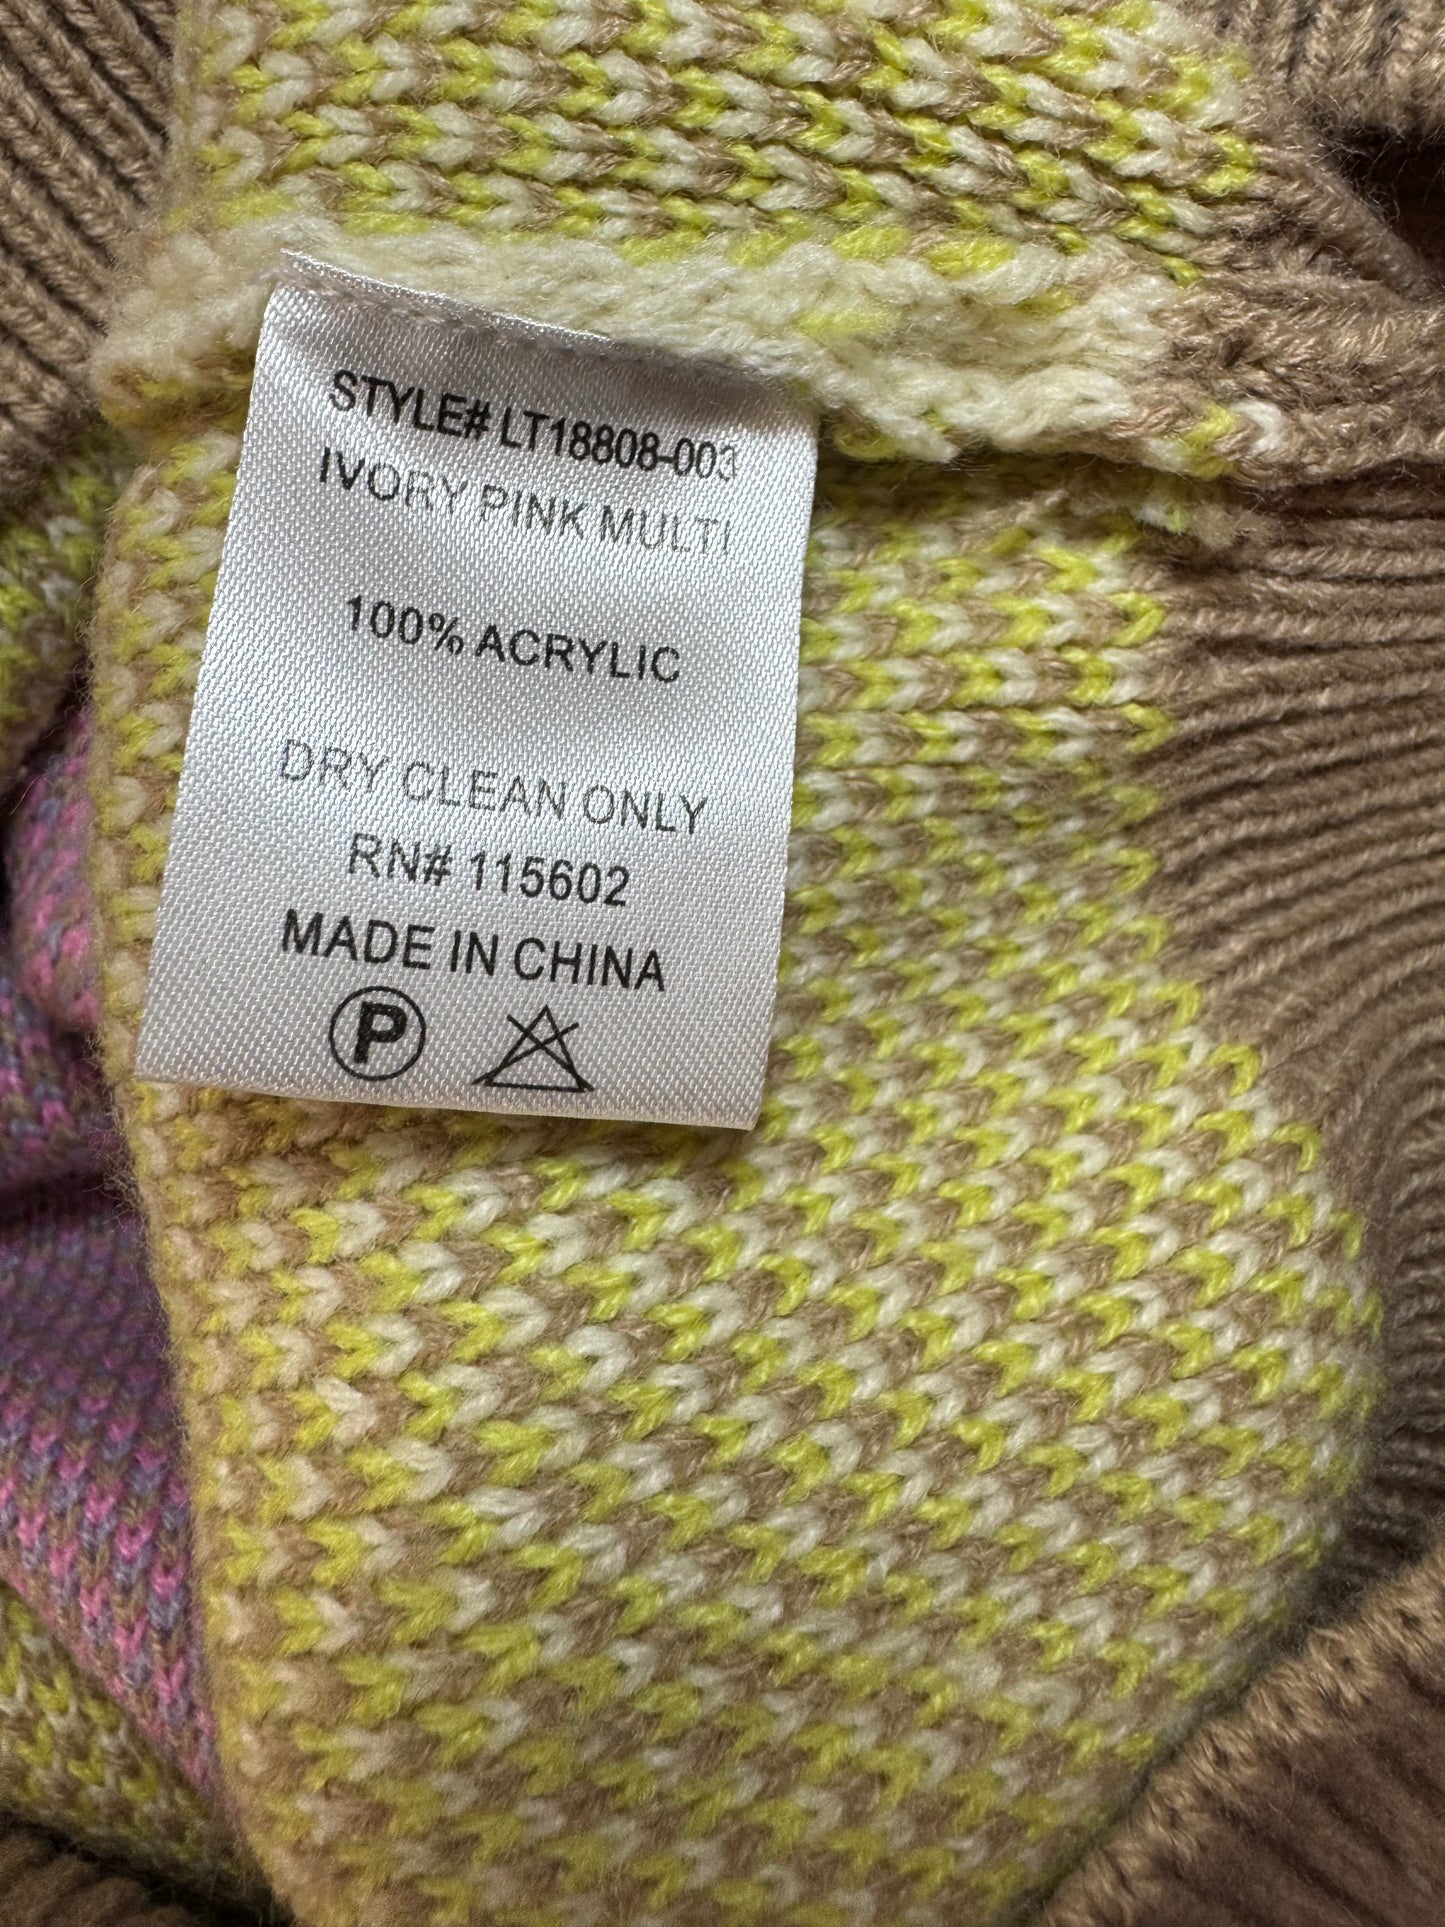 STYLE# LT18808-003
IVORY PINK MULTI
100% ACRYLIC
DRY CLEAN ONLY
RN# 115602
MADE IN CHINA
P